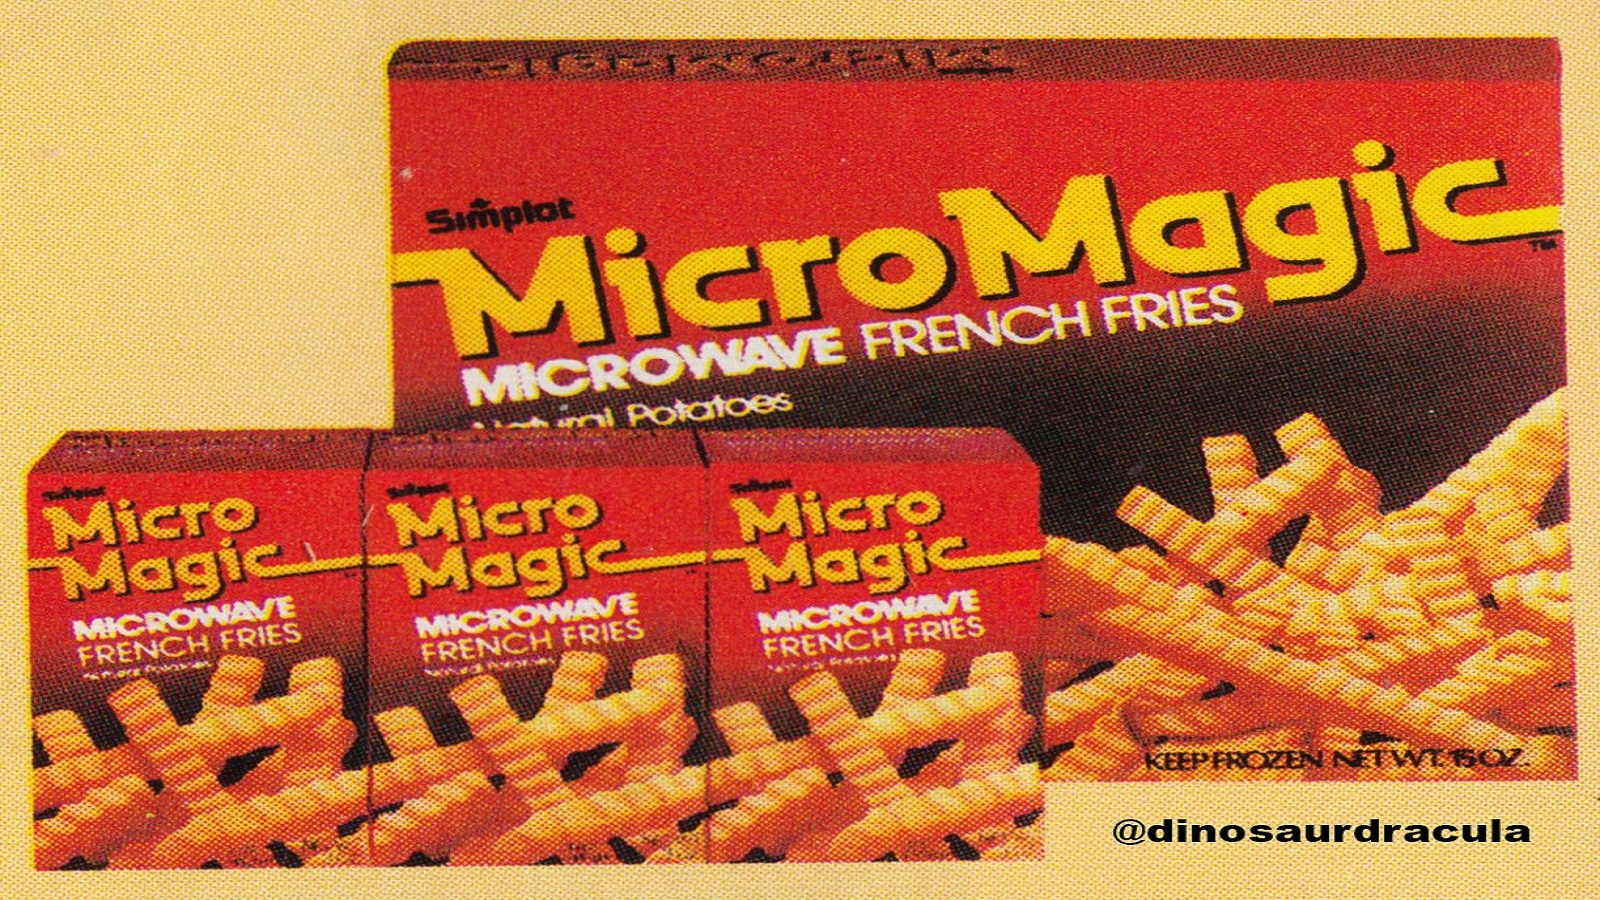 Simplot
MicroMagic™
MICROWAVE FRENCH FRIES
Natural Potatoes
Simplot
Micro
Magic
MICROWAVE
FRENCH FRIES
Simplot
Micro
Magic
MICROWAVE
FRENCH FRIES
Simplot
Micro
Magic
MICROWAVE
FRENCH FRIES
KEEP FROZEN NET WT. 15 OZ.
@dinosaurdracula